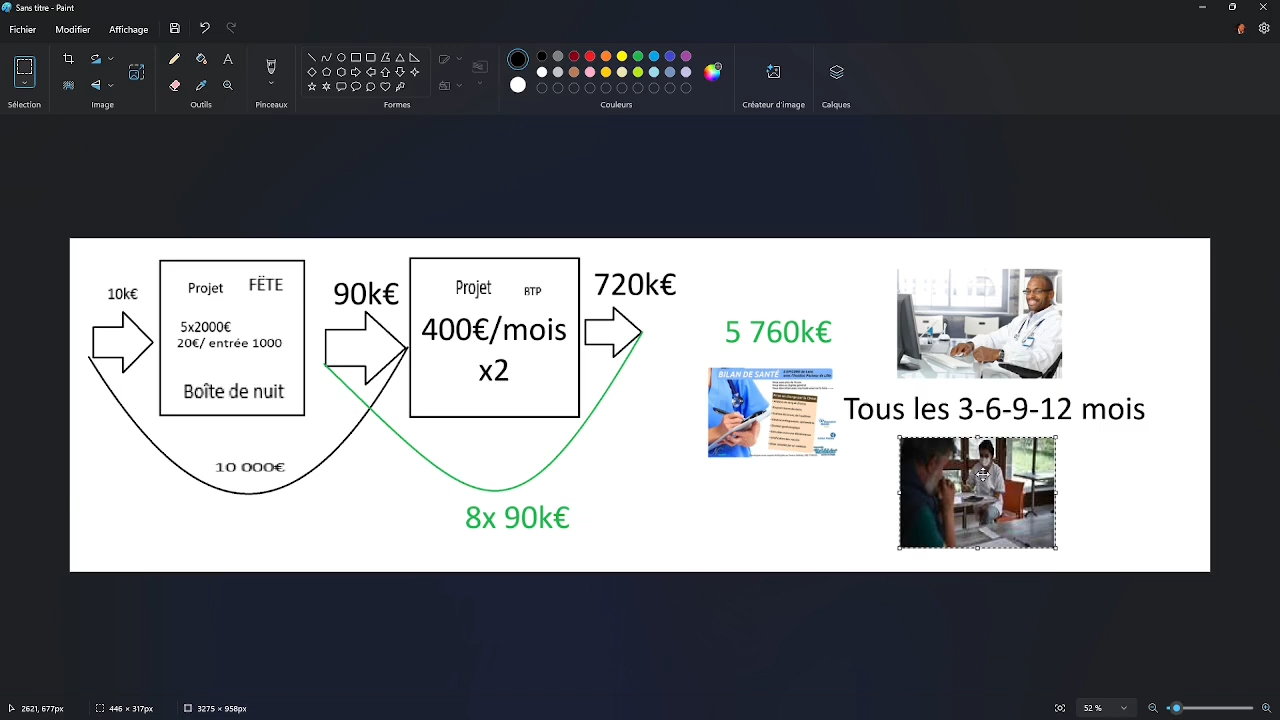 Sans titre - Paint
Fichier Modifier Affichage
Sélection Image Outils Pinceaux Formes Couleurs Créateur d'image Calques
10k€
Projet FËTE
5x2000€
20€/ entrée 1000
Boîte de nuit
10 000€
90k€
Projet BTP
400€/mois
x2
720k€
8x 90k€
5 760k€
BILAN DE SANTÉ
Tous les 3-6-9-12 mois
2621, 677px 446 × 317px 3275 × 958px 52 %